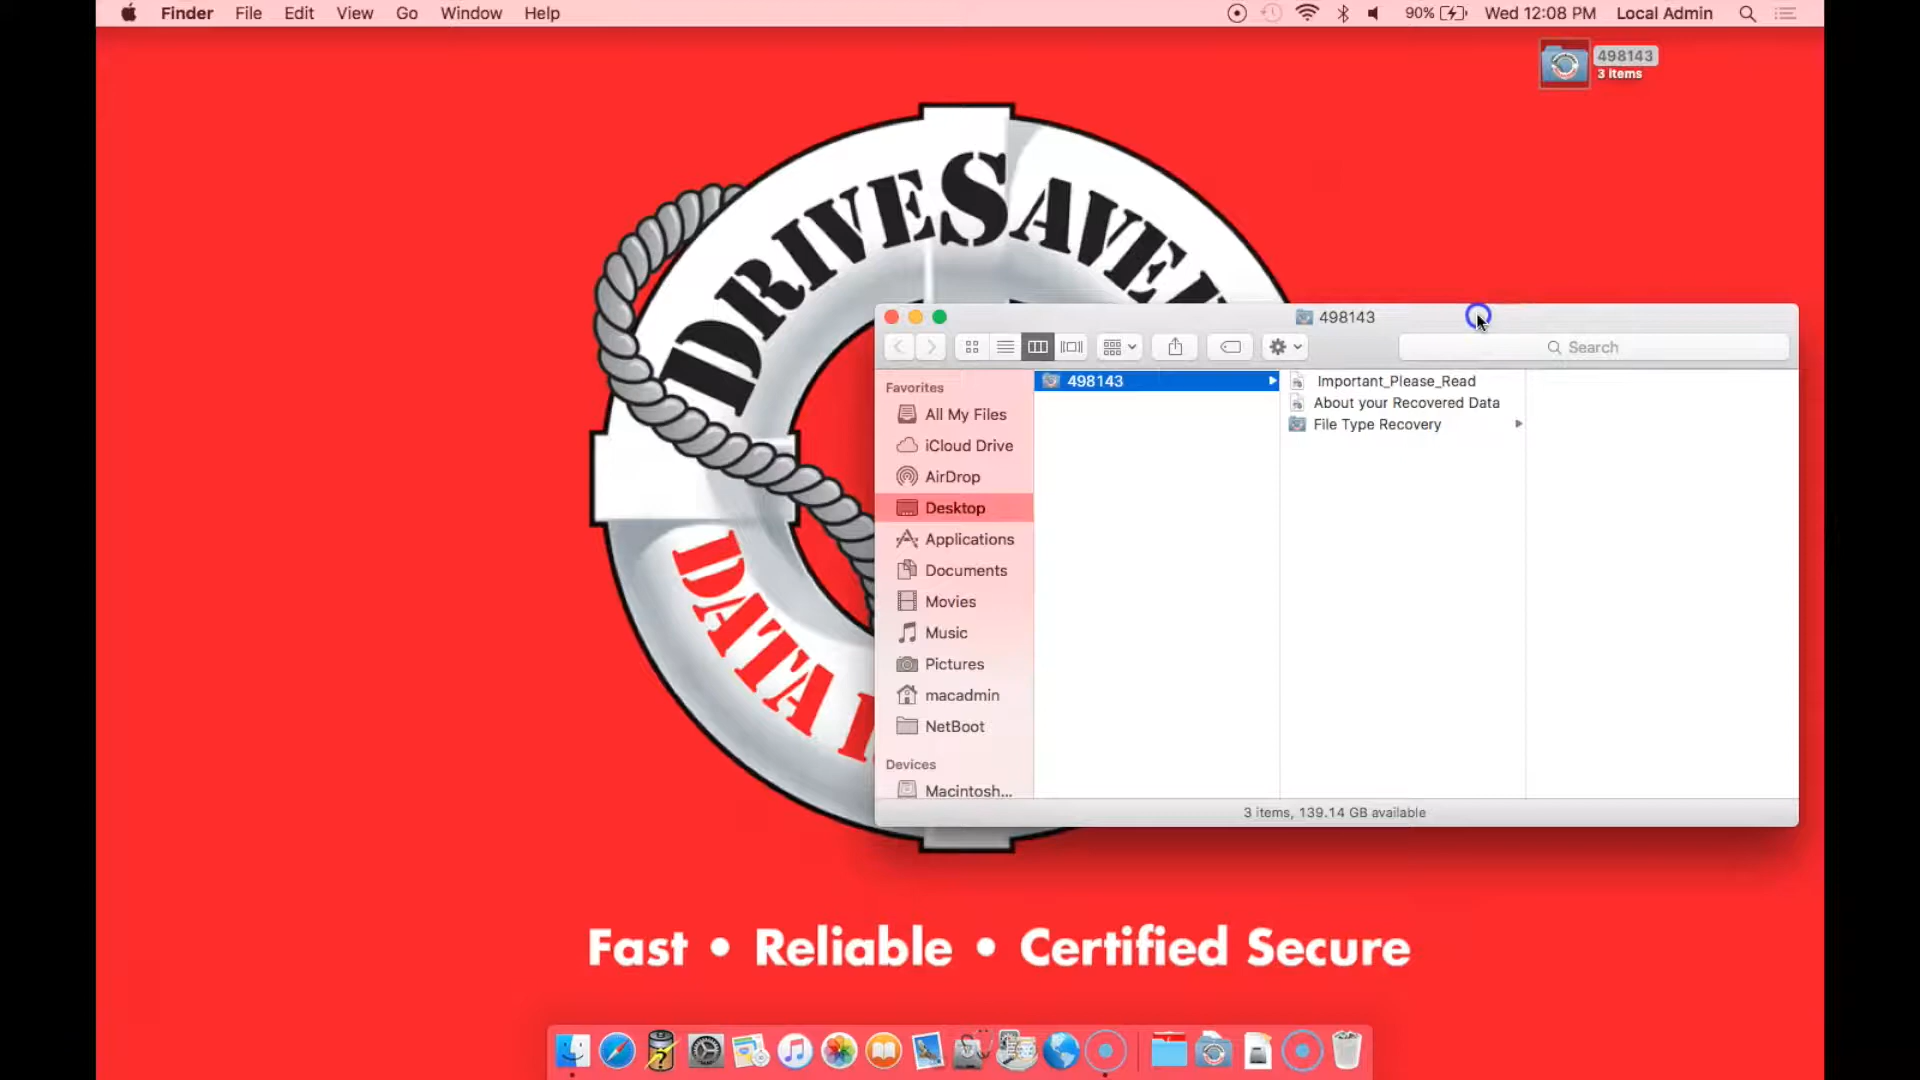 Finder File Edit View Go Window Help 90% Wed 12:08 PM Local Admin
498143
3 items
DRIVESAVE
DATA
498143
Search
Favorites
All My Files
iCloud Drive
AirDrop
Desktop
Applications
Documents
Movies
Music
Pictures
macadmin
NetBoot
Devices
Macintosh...
498143
Important_Please_Read
About your Recovered Data
File Type Recovery
3 items, 139.14 GB available
Fast • Reliable • Certified Secure